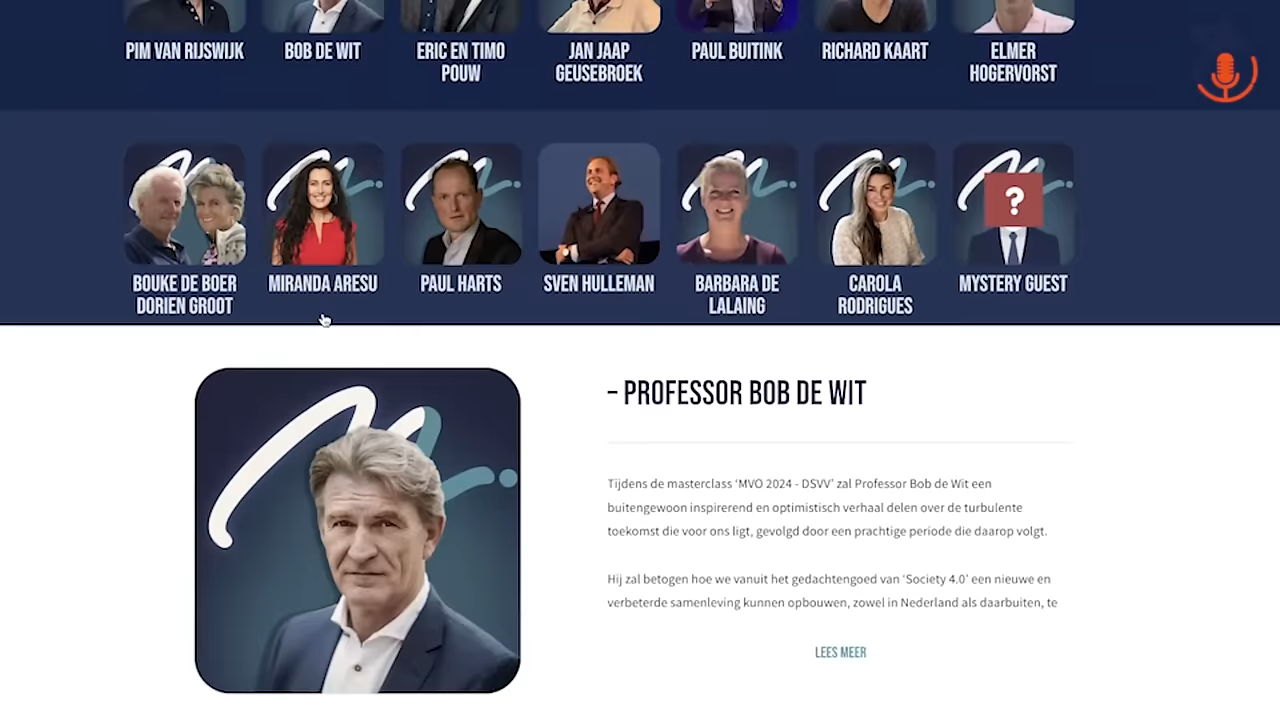 PIM VAN RIJSWIJK
BOB DE WIT
ERIC EN TIMO
POUW
JAN JAAP
GEUSEBROEK
PAUL BUITINK
RICHARD KAART
ELMER
HOGERVORST
BOUKE DE BOER
DORIEN GROOT
MIRANDA ARESU
PAUL HARTS
SVEN HULLEMAN
BARBARA DE
LALAING
CAROLA
RODRIGUES
?
MYSTERY GUEST
– PROFESSOR BOB DE WIT
Tijdens de masterclass ‘MVO 2024 - DSVV’ zal Professor Bob de Wit een
buitengewoon inspirerend en optimistisch verhaal delen over de turbulente
toekomst die voor ons ligt, gevolgd door een prachtige periode die daarop volgt.
Hij zal betogen hoe we vanuit het gedachtengoed van ‘Society 4.0’ een nieuwe en
verbeterde samenleving kunnen opbouwen, zowel in Nederland als daarbuiten, te
LEES MEER